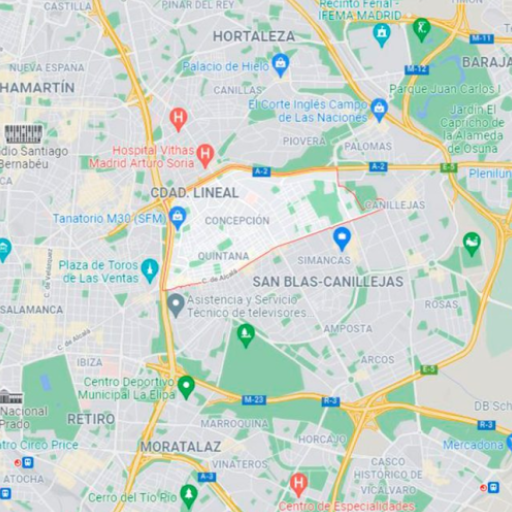 CASTILLA
PINAR DEL REY
Recinto Ferial -
IFEMA MADRID
TIMÓN
HORTALEZA
M-11
NUEVA ESPAÑA
Palacio de Hielo
M-12
BARAJA
HAMARTÍN
CANILLAS
Parque Juan Carlos I
El Corte Inglés Campo
de Las Naciones
Jardín El
Capricho de
la Alameda
de Osuna
PIOVERA
PALOMAS
dio Santiago
Bernabéu
Hospital Vithas
Madrid Arturo Soria
A-2
A-2
E-5
Plenilun
CA
CDAD. LINEAL
CANILLEJAS
Tanatorio M30 (SFM)
CONCEPCIÓN
C. de Velázquez
QUINTANA
SIMANCAS
Plaza de Toros
de Las Ventas
C. de Alcalá
SAN BLAS-CANILLEJAS
SALAMANCA
Asistencia y Servicio
Técnico de televisores
ROSAS
AMPOSTA
C. de Alcalá
IBIZA
ARCOS
E-5
Centro Deportivo
Municipal La Elipa
M-23
R-3
Nacional
Prado
DB Sch
RETIRO
MARROQUINA
R-3
HORCAJO
ntro Circo Price
MORATALAZ
Mercadona
VINATEROS
CASCO
HISTÓRICO DE
VICÁLVARO
ATOCHA
A-3
Cerro del Tío Pío
Centro de Especialidades